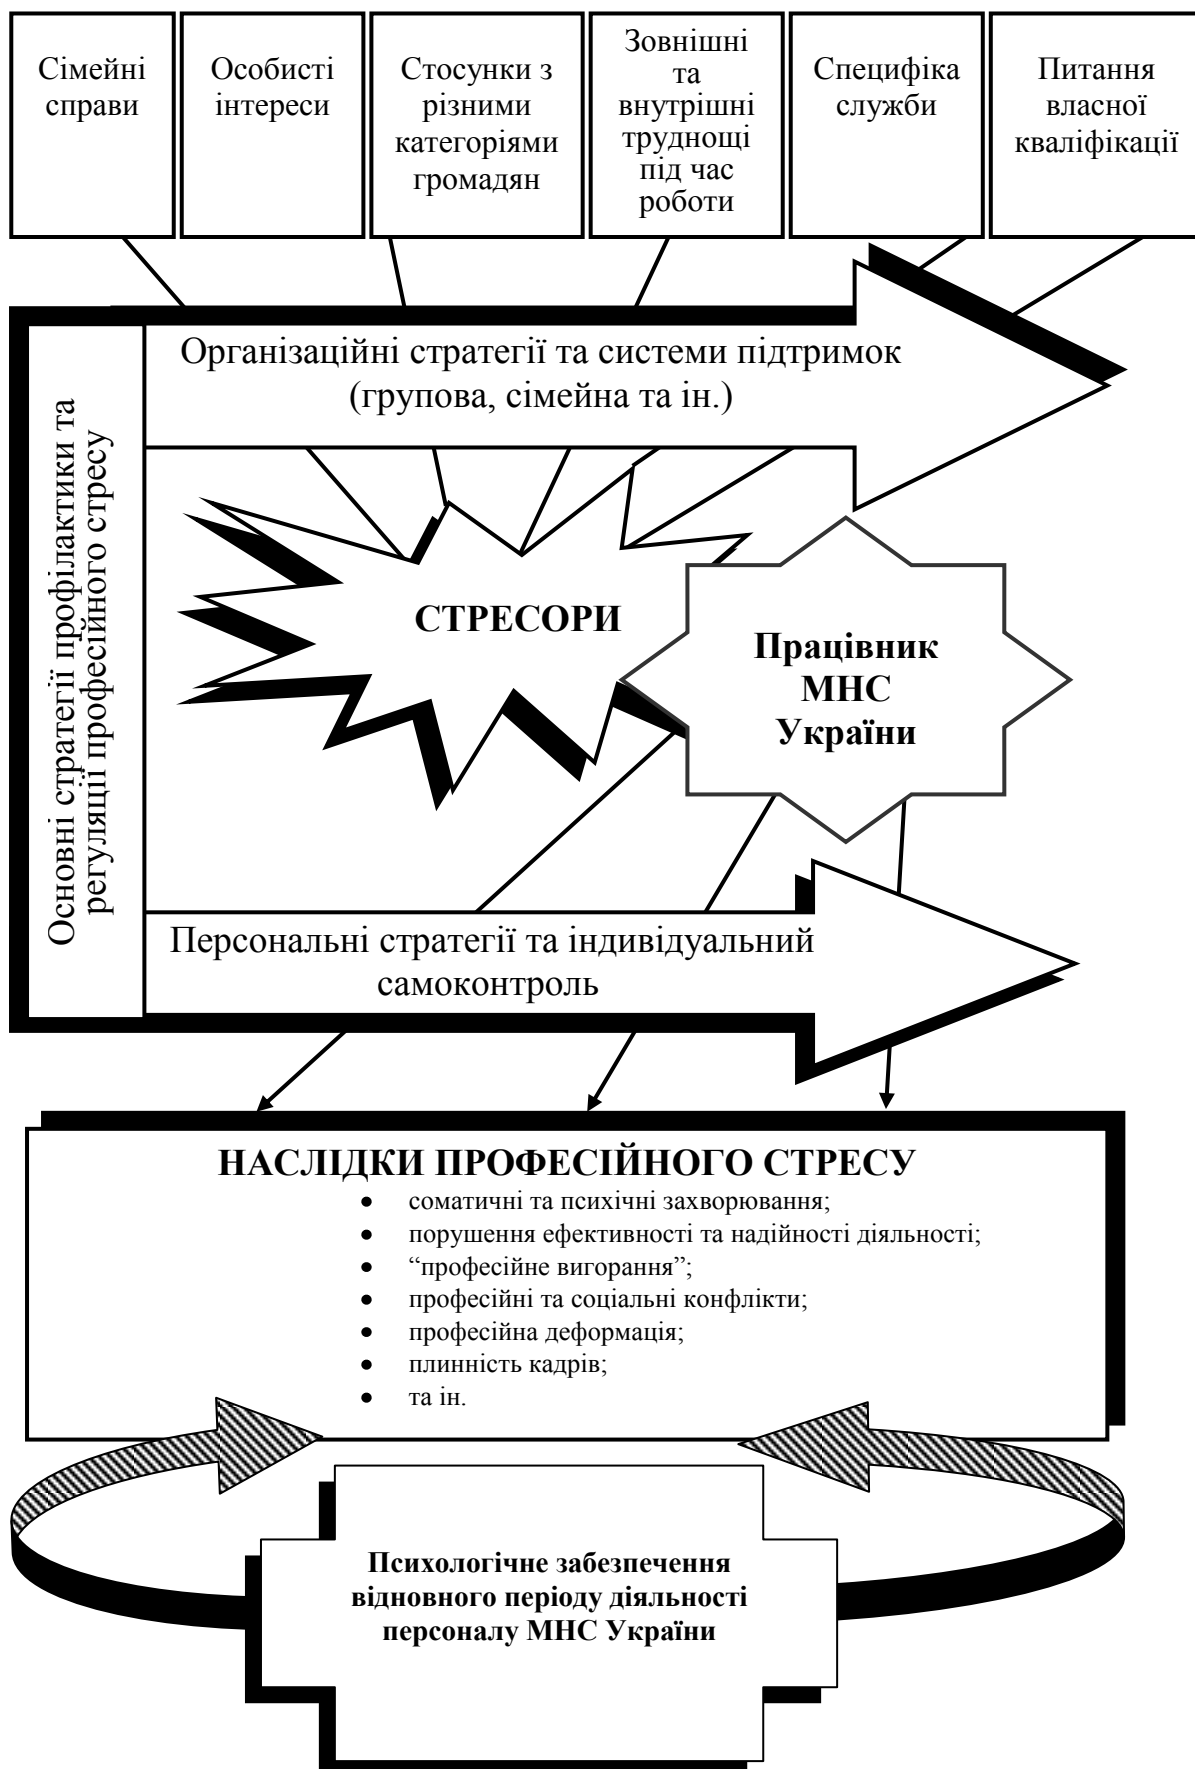 Сімейні
справи
Особисті
інтереси
Стосунки з
різними
категоріями
громадян
Зовнішні
та
внутрішні
труднощі
під час
роботи
Специфіка
служби
Питання
власної
кваліфікації
Організаційні стратегії та системи підтримок
(групова, сімейна та ін.)
Основні стратегії профілактики та
регуляції професійного стресу
СТРЕСОРИ
Працівник
МНС
України
Персональні стратегії та індивідуальний
самоконтроль
НАСЛІДКИ ПРОФЕСІЙНОГО СТРЕСУ
• соматичні та психічні захворювання;
• порушення ефективності та надійності діяльності;
• “професійне вигорання”;
• професійні та соціальні конфлікти;
• професійна деформація;
• плинність кадрів;
• та ін.
Психологічне забезпечення
відновного періоду діяльності
персоналу МНС України